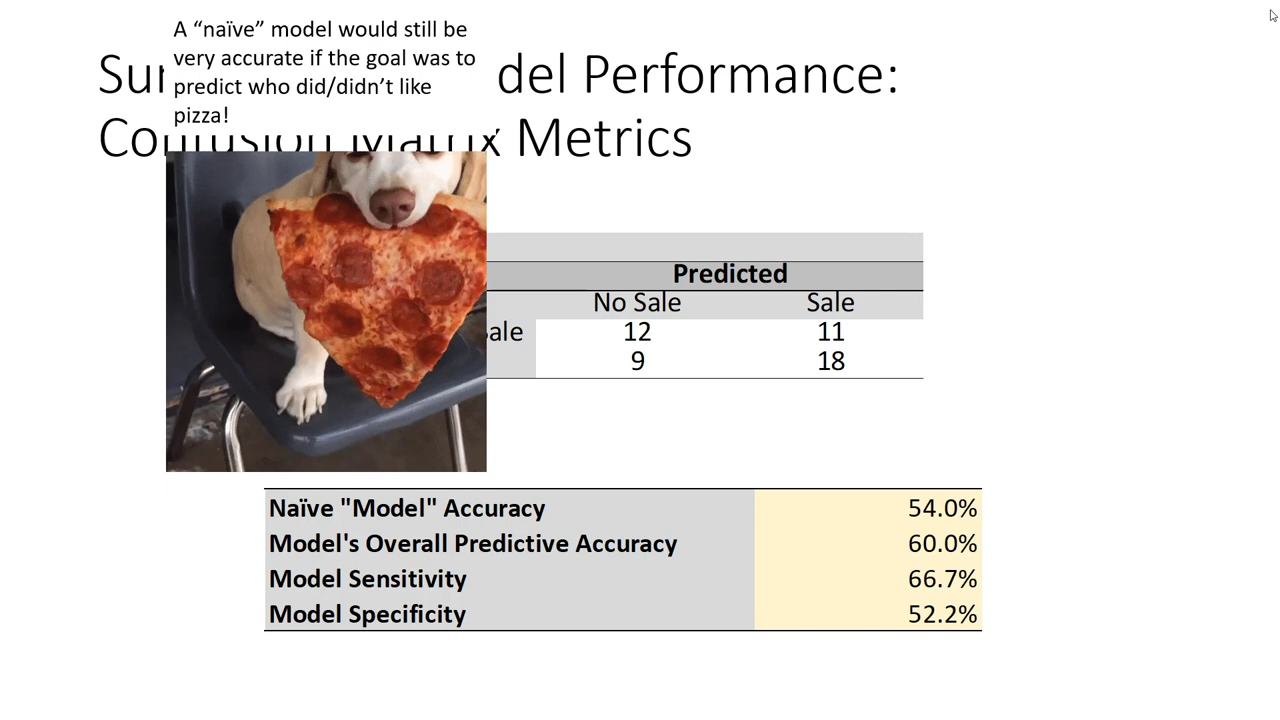 A “naïve” model would still be
very accurate if the goal was to
predict who did/didn’t like
pizza!
del Performance:
Confusion Matrix Metrics
Predicted
No Sale Sale
12 11
9 18
Naïve "Model" Accuracy 54.0%
Model's Overall Predictive Accuracy 60.0%
Model Sensitivity 66.7%
Model Specificity 52.2%